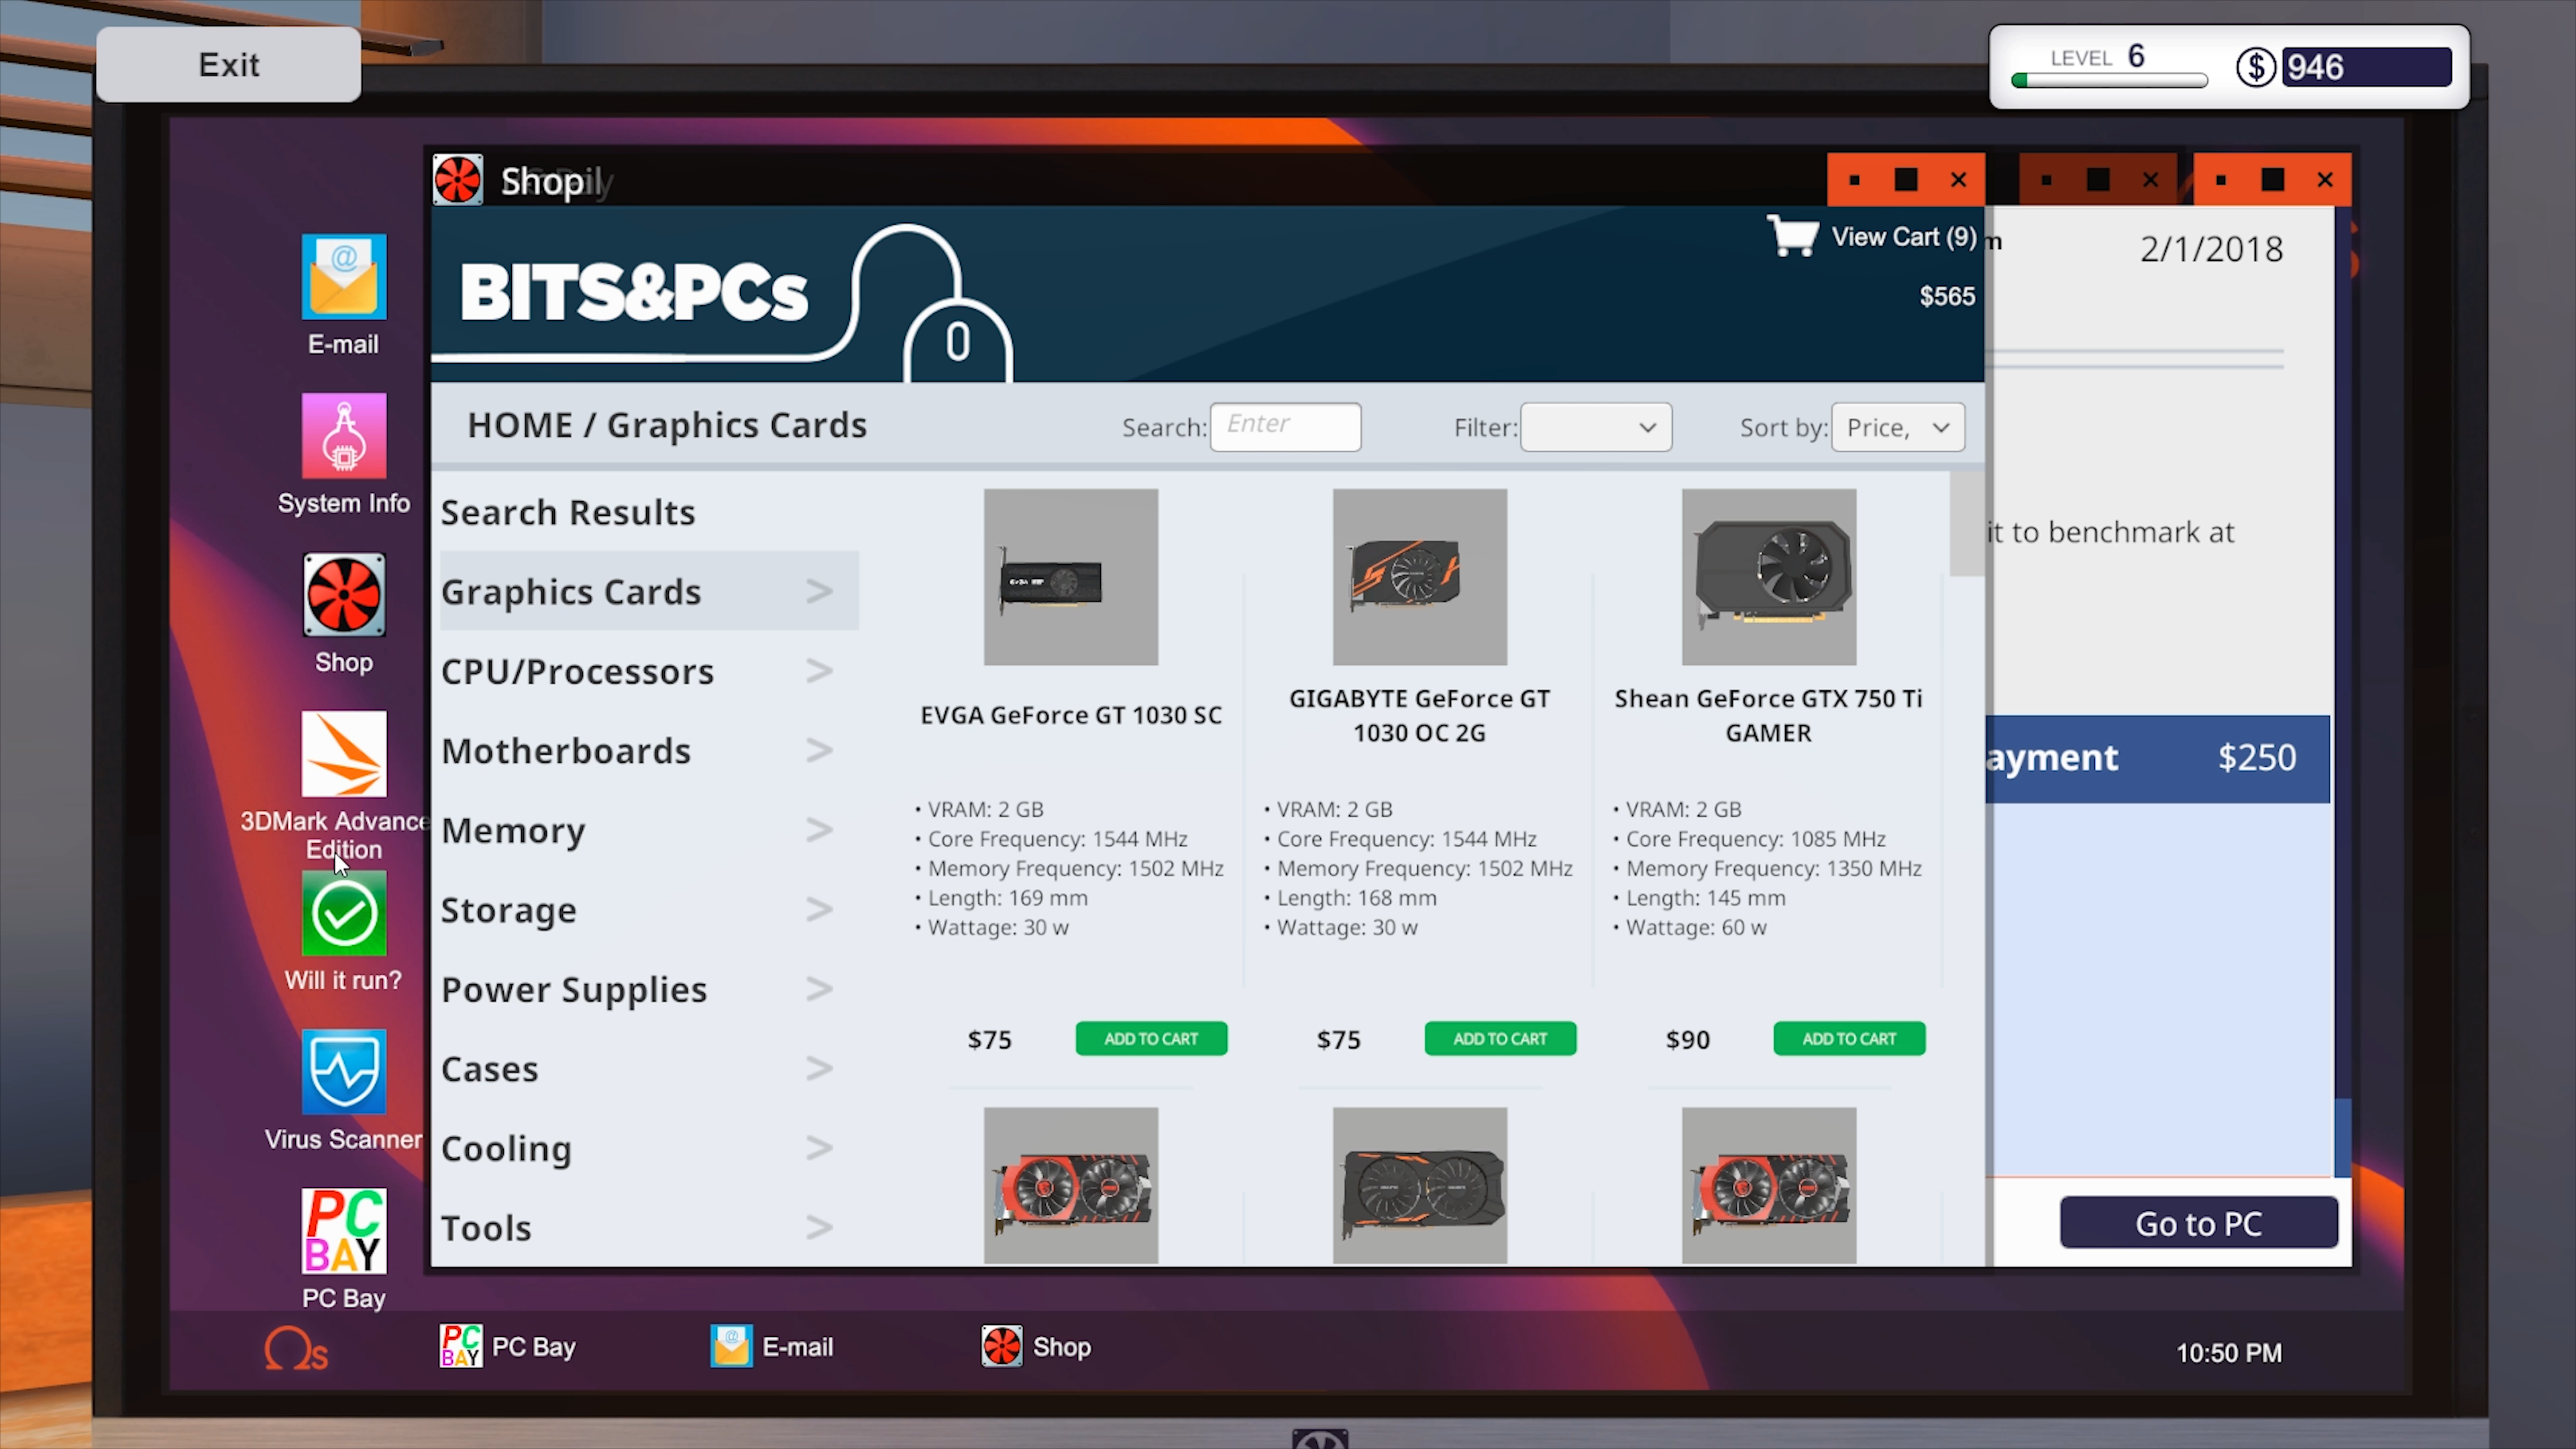 Exit
LEVEL 6
$ 946
Shop
View Cart (9)
2/1/2018
BITS&PCs
$565
HOME / Graphics Cards
Search: Enter
Filter:
Sort by: Price,
E-mail
System Info
Shop
3DMark Advance
Edition
Will it run?
Virus Scanner
PC BAY
PC Bay
Search Results
Graphics Cards >
CPU/Processors >
Motherboards >
Memory >
Storage >
Power Supplies >
Cases >
Cooling >
Tools >
EVGA GeForce GT 1030 SC
• VRAM: 2 GB
• Core Frequency: 1544 MHz
• Memory Frequency: 1502 MHz
• Length: 169 mm
• Wattage: 30 w
$75
ADD TO CART
GIGABYTE GeForce GT
1030 OC 2G
• VRAM: 2 GB
• Core Frequency: 1544 MHz
• Memory Frequency: 1502 MHz
• Length: 168 mm
• Wattage: 30 w
$75
ADD TO CART
Shean GeForce GTX 750 Ti
GAMER
• VRAM: 2 GB
• Core Frequency: 1085 MHz
• Memory Frequency: 1350 MHz
• Length: 145 mm
• Wattage: 60 w
$90
ADD TO CART
it to benchmark at
ayment $250
Go to PC
Ωs
PC BAY PC Bay
E-mail
Shop
10:50 PM